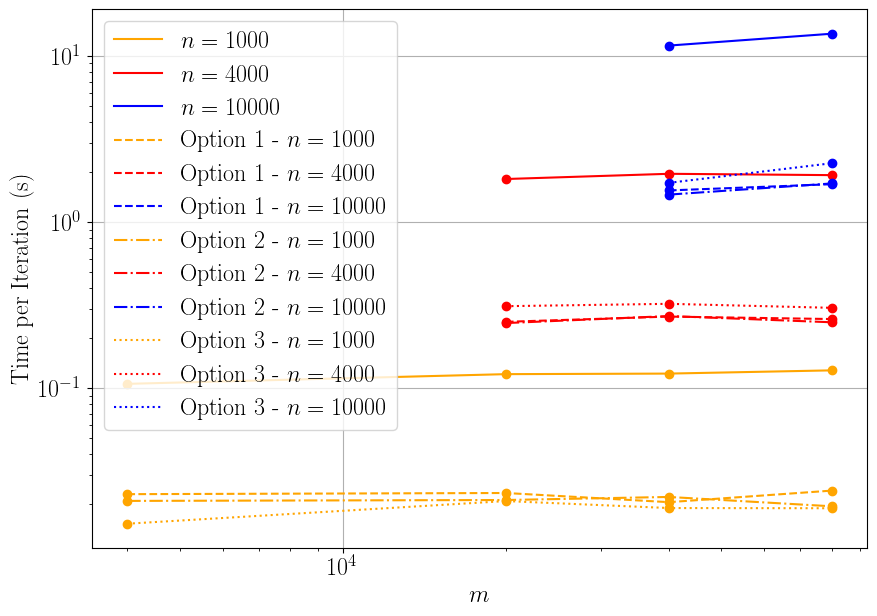 Time per Iteration (s)
10^1
10^0
10^{-1}
n = 1000
n = 4000
n = 10000
Option 1 - n = 1000
Option 1 - n = 4000
Option 1 - n = 10000
Option 2 - n = 1000
Option 2 - n = 4000
Option 2 - n = 10000
Option 3 - n = 1000
Option 3 - n = 4000
Option 3 - n = 10000
10^4
m